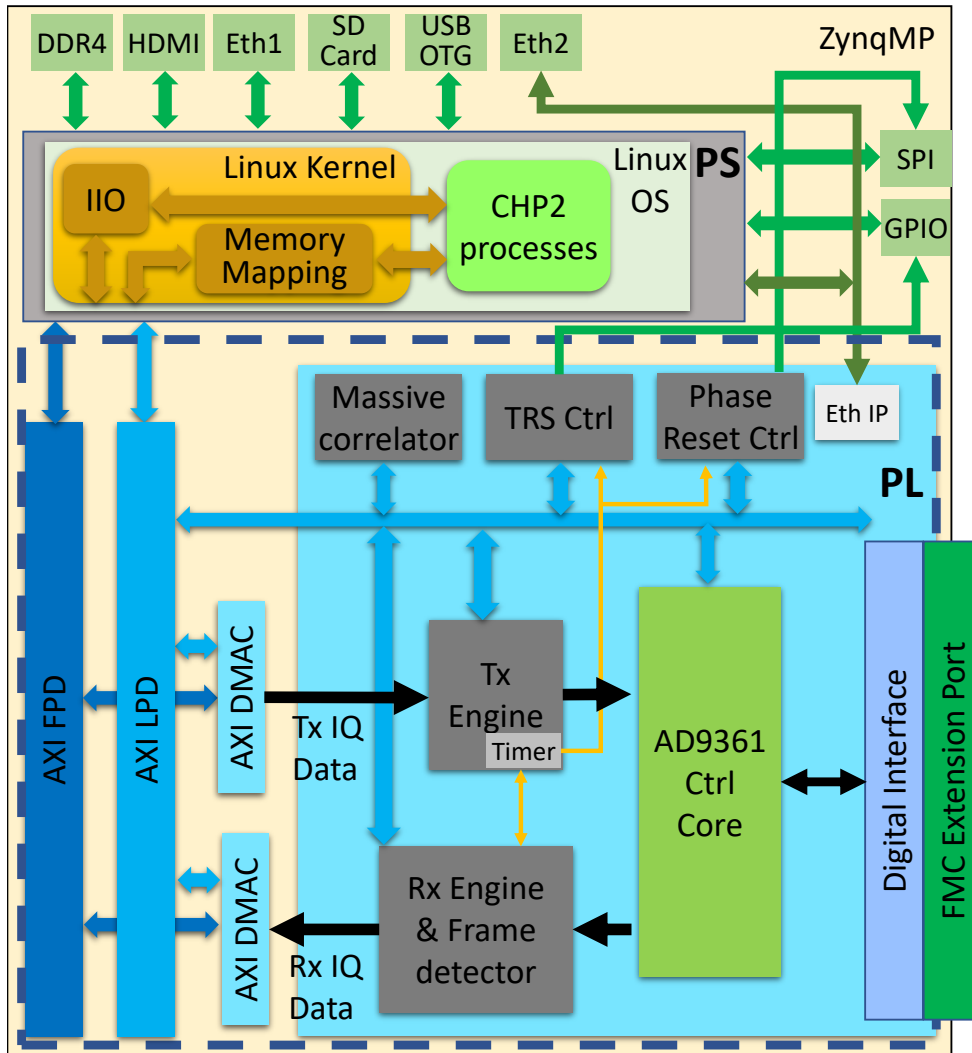 DDR4
HDMI
Eth1
SD
Card
USB
OTG
Eth2
ZynqMP
Linux Kernel
Linux
OS
PS
SPI
IIO
CHP2
processes
GPIO
Memory
Mapping
Massive
correlator
TRS Ctrl
Phase
Reset Ctrl
Eth IP
PL
AXI FPD
AXI LPD
AXI DMAC
Tx IQ
Data
Tx
Engine
Timer
AD9361
Ctrl
Core
Digital Interface
FMC Extension Port
AXI DMAC
Rx IQ
Data
Rx Engine
& Frame
detector